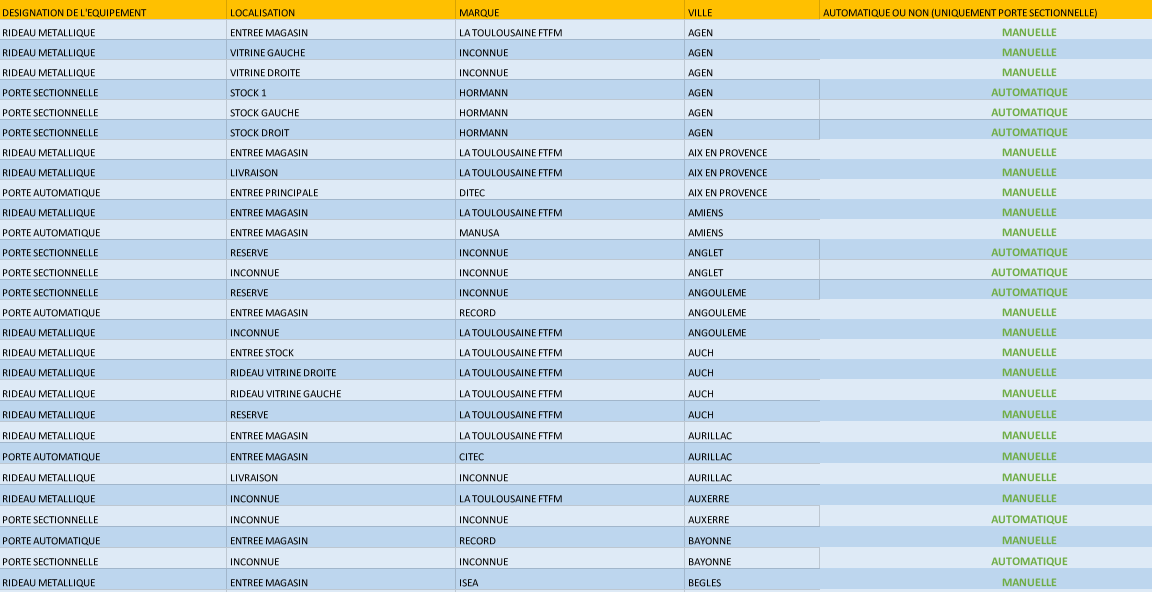 DESIGNATION DE L'EQUIPEMENT LOCALISATION MARQUE VILLE AUTOMATIQUE OU NON (UNIQUEMENT PORTE SECTIONNELLE)
RIDEAU METALLIQUE ENTREE MAGASIN LA TOULOUSAINE FTFM AGEN MANUELLE
RIDEAU METALLIQUE VITRINE GAUCHE INCONNUE AGEN MANUELLE
RIDEAU METALLIQUE VITRINE DROITE INCONNUE AGEN MANUELLE
PORTE SECTIONNELLE STOCK 1 HORMANN AGEN AUTOMATIQUE
PORTE SECTIONNELLE STOCK GAUCHE HORMANN AGEN AUTOMATIQUE
PORTE SECTIONNELLE STOCK DROIT HORMANN AGEN AUTOMATIQUE
RIDEAU METALLIQUE ENTREE MAGASIN LA TOULOUSAINE FTFM AIX EN PROVENCE MANUELLE
RIDEAU METALLIQUE LIVRAISON LA TOULOUSAINE FTFM AIX EN PROVENCE MANUELLE
PORTE AUTOMATIQUE ENTREE PRINCIPALE DITEC AIX EN PROVENCE MANUELLE
RIDEAU METALLIQUE ENTREE MAGASIN LA TOULOUSAINE FTFM AMIENS MANUELLE
PORTE AUTOMATIQUE ENTREE MAGASIN MANUSA AMIENS MANUELLE
PORTE SECTIONNELLE RESERVE INCONNUE ANGLET AUTOMATIQUE
PORTE SECTIONNELLE INCONNUE INCONNUE ANGLET AUTOMATIQUE
PORTE SECTIONNELLE RESERVE INCONNUE ANGOULEME AUTOMATIQUE
PORTE AUTOMATIQUE ENTREE MAGASIN RECORD ANGOULEME MANUELLE
RIDEAU METALLIQUE INCONNUE LA TOULOUSAINE FTFM ANGOULEME MANUELLE
RIDEAU METALLIQUE ENTREE STOCK LA TOULOUSAINE FTFM AUCH MANUELLE
RIDEAU METALLIQUE RIDEAU VITRINE DROITE LA TOULOUSAINE FTFM AUCH MANUELLE
RIDEAU METALLIQUE RIDEAU VITRINE GAUCHE LA TOULOUSAINE FTFM AUCH MANUELLE
RIDEAU METALLIQUE RESERVE LA TOULOUSAINE FTFM AUCH MANUELLE
RIDEAU METALLIQUE ENTREE MAGASIN LA TOULOUSAINE FTFM AURILLAC MANUELLE
PORTE AUTOMATIQUE ENTREE MAGASIN CITEC AURILLAC MANUELLE
RIDEAU METALLIQUE LIVRAISON INCONNUE AURILLAC MANUELLE
RIDEAU METALLIQUE INCONNUE LA TOULOUSAINE FTFM AUXERRE MANUELLE
PORTE SECTIONNELLE INCONNUE INCONNUE AUXERRE AUTOMATIQUE
PORTE AUTOMATIQUE ENTREE MAGASIN RECORD BAYONNE MANUELLE
PORTE SECTIONNELLE INCONNUE INCONNUE BAYONNE AUTOMATIQUE
RIDEAU METALLIQUE ENTREE MAGASIN ISEA BEGLES MANUELLE